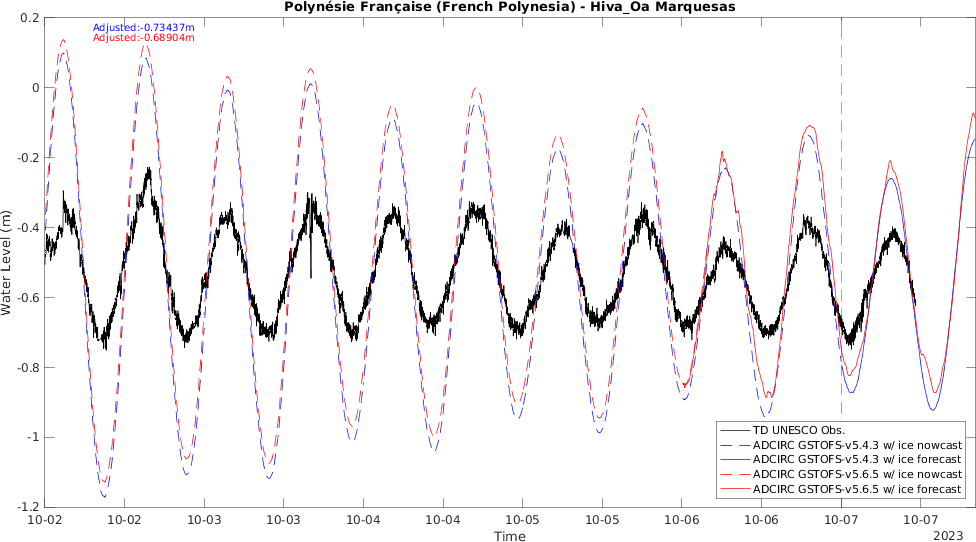 Polynésie Française (French Polynesia) - Hiva_Oa Marquesas
Adjusted:-0.73437m
Adjusted:-0.68904m
0.2
0
-0.2
-0.4
-0.6
-0.8
-1
-1.2
Water Level (m)
TD UNESCO Obs.
ADCIRC GSTOFS-v5.4.3 w/ ice nowcast
ADCIRC GSTOFS-v5.4.3 w/ ice forecast
ADCIRC GSTOFS-v5.6.5 w/ ice nowcast
ADCIRC GSTOFS-v5.6.5 w/ ice forecast
10-02 10-02 10-03 10-03 10-04 10-04 10-05 10-05 10-06 10-06 10-07 10-07
Time
2023